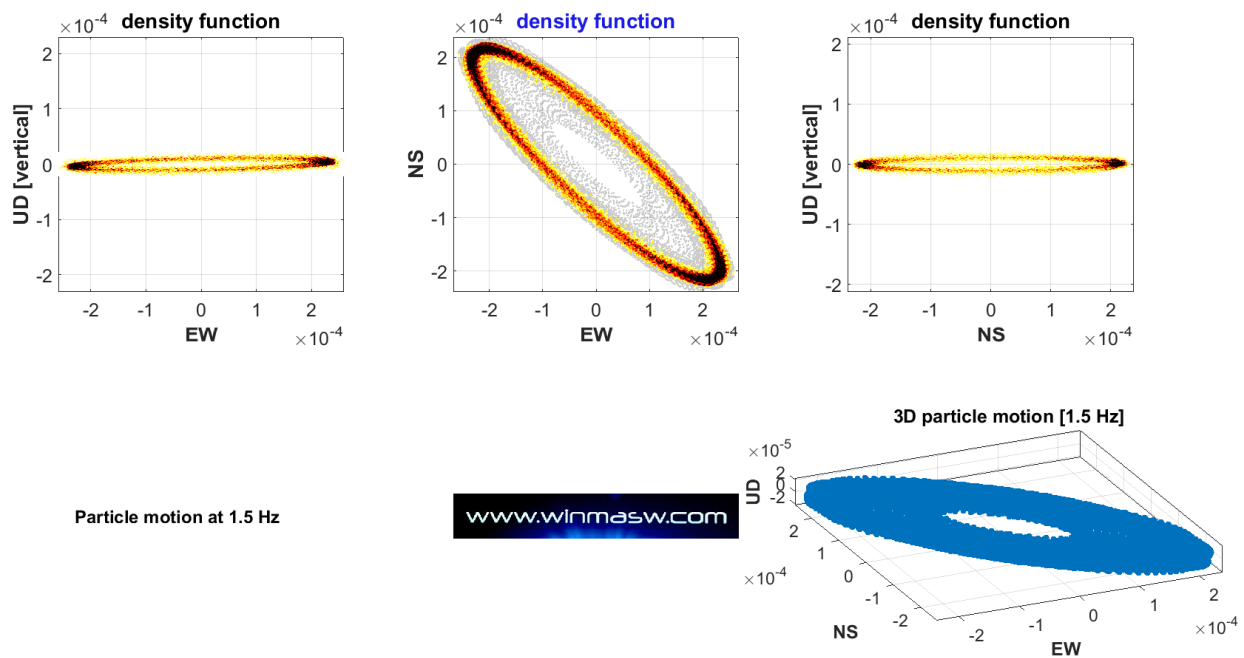 ×10⁻⁴ density function
2
1
0
-1
-2
UD [vertical]
-2 -1 0 1 2
EW
×10⁻⁴
×10⁻⁴ density function
2
1
0
-1
-2
NS
-2 -1 0 1 2
EW
×10⁻⁴
×10⁻⁴ density function
2
1
0
-1
-2
UD [vertical]
-2 -1 0 1 2
NS
×10⁻⁴
Particle motion at 1.5 Hz
www.winmasw.com
3D particle motion [1.5 Hz]
×10⁻⁵
UD
2
0
-2
2
1
0
-1
-2
×10⁻⁴
NS
-2 -1 0 1 2
×10⁻⁴
EW